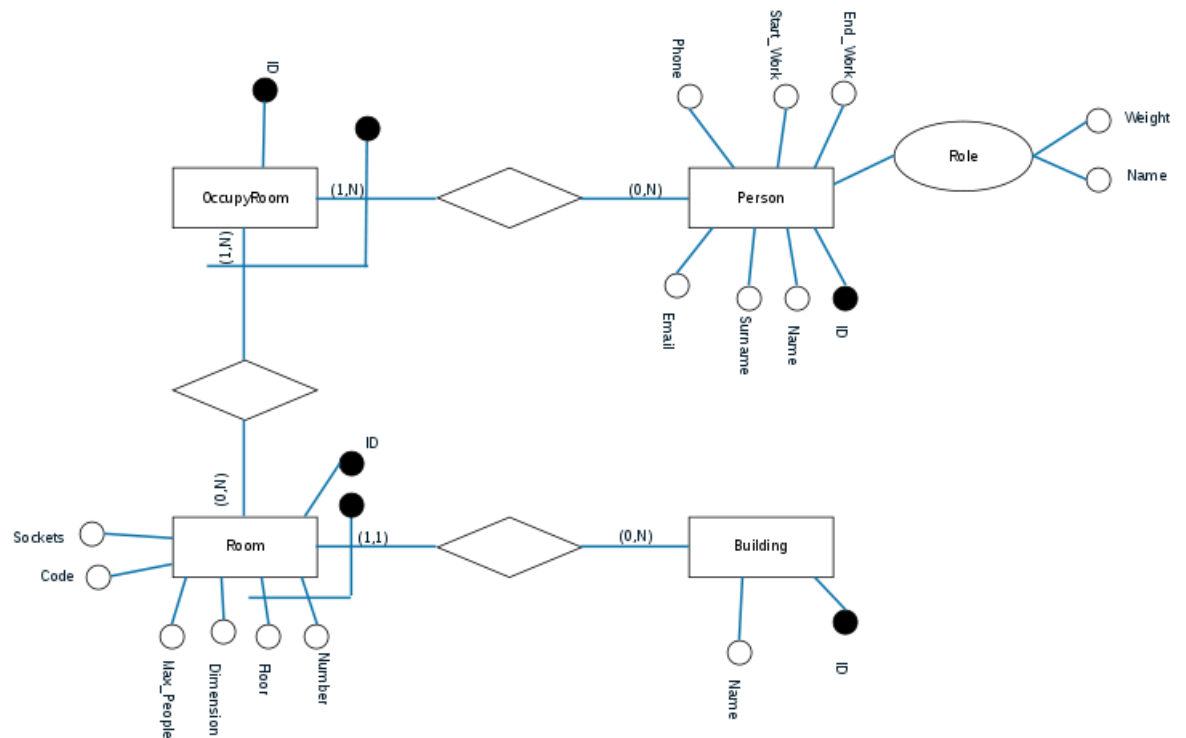 ID
Phone
Start_Work
End_Work
Weight
Role
Name
OccupyRoom
(1,N)
(0,N)
Person
(1,N)
Email
Surname
Name
ID
(0,N)
ID
Sockets
Room
(1,1)
(0,N)
Building
Code
Max_People
Dimension
Floor
Number
Name
ID